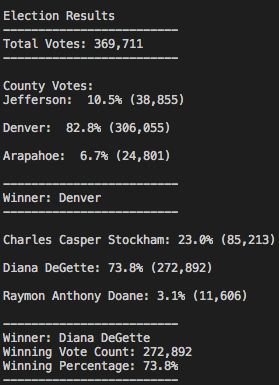 Election Results
-------------------------
Total Votes: 369,711
-------------------------
County Votes:
Jefferson:  10.5% (38,855)
Denver:  82.8% (306,055)
Arapahoe:  6.7% (24,801)
-------------------------
Winner: Denver
-------------------------
Charles Casper Stockham: 23.0% (85,213)
Diana DeGette: 73.8% (272,892)
Raymon Anthony Doane: 3.1% (11,606)
-------------------------
Winner: Diana DeGette
Winning Vote Count: 272,892
Winning Percentage: 73.8%
-------------------------